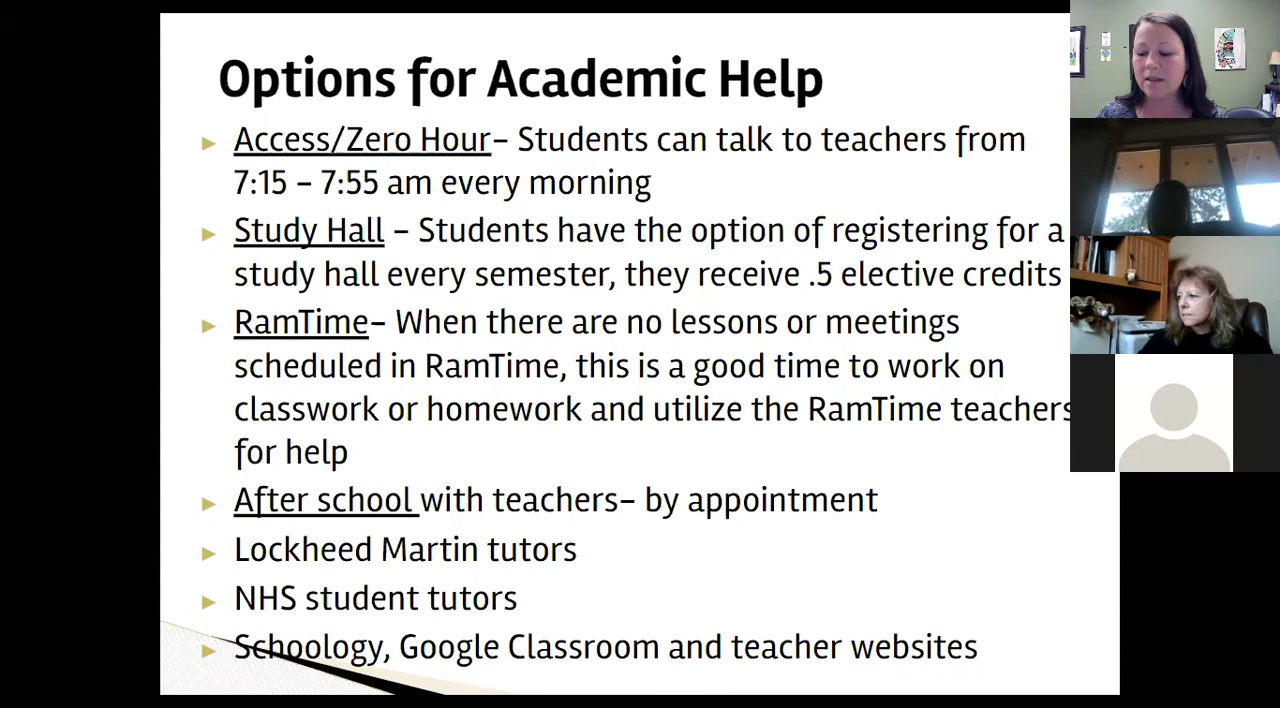 Options for Academic Help
Access/Zero Hour– Students can talk to teachers from
7:15 – 7:55 am every morning
Study Hall – Students have the option of registering for a
study hall every semester, they receive .5 elective credits
RamTime– When there are no lessons or meetings
scheduled in RamTime, this is a good time to work on
classwork or homework and utilize the RamTime teachers
for help
After school with teachers– by appointment
Lockheed Martin tutors
NHS student tutors
Schoology, Google Classroom and teacher websites